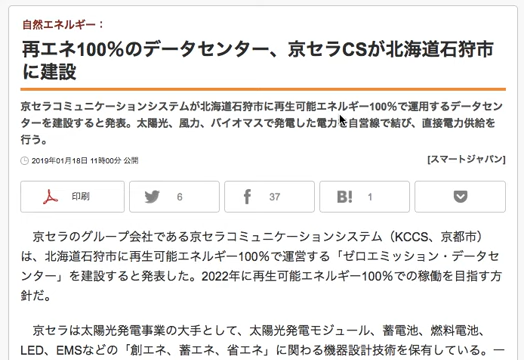 自然エネルギー：
再エネ100％のデータセンター、京セラCSが北海道石狩市
に建設
京セラコミュニケーションシステムが北海道石狩市に再生可能エネルギー100％で運用するデータセン
ターを建設すると発表。太陽光、風力、バイオマスで発電した電力を自営線で結び、直接電力供給を
行う。
2019年01月18日 11時00分 公開
[スマートジャパン]
印刷 6 37 B! 1
京セラのグループ会社である京セラコミュニケーションシステム（KCCS、京都市）
は、北海道石狩市に再生可能エネルギー100％で運営する「ゼロエミッション・データセ
ンター」を建設すると発表した。2022年に再生可能エネルギー100％での稼働を目指す方
針だ。
京セラは太陽光発電事業の大手として、太陽光発電モジュール、蓄電池、燃料電池、
LED、EMSなどの「創エネ、蓄エネ、省エネ」に関わる機器設計技術を保有している。一